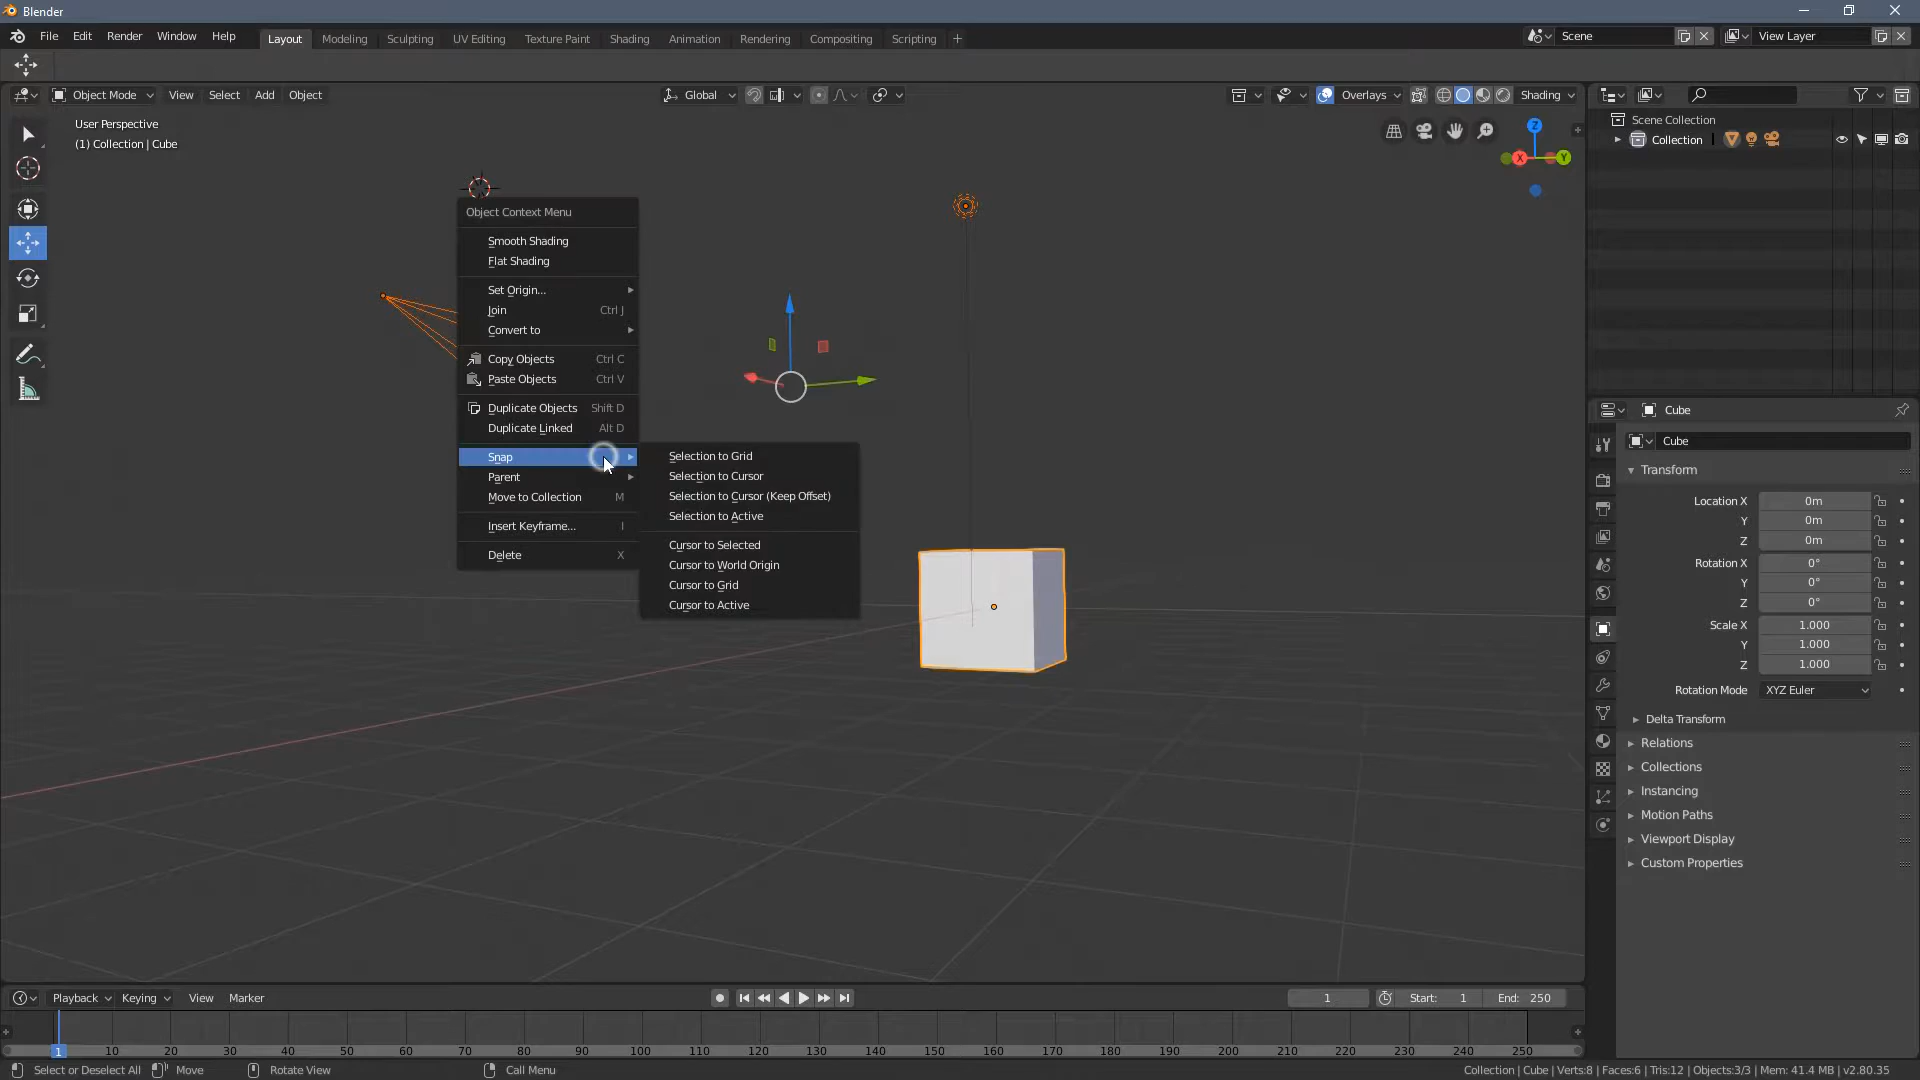 Blender
File Edit Render Window Help Layout Modeling Sculpting UV Editing Texture Paint Shading Animation Rendering Compositing Scripting + Scene View Layer
Object Mode View Select Add Object Global Overlays Shading
User Perspective
(1) Collection | Cube
Z
X Y
Scene Collection
Collection
Object Context Menu
Smooth Shading
Flat Shading
Set Origin...
Join Ctrl J
Convert to
Copy Objects Ctrl C
Paste Objects Ctrl V
Duplicate Objects Shift D
Duplicate Linked Alt D
Snap
Parent
Move to Collection M
Insert Keyframe... I
Delete X
Selection to Grid
Selection to Cursor
Selection to Cursor (Keep Offset)
Selection to Active
Cursor to Selected
Cursor to World Origin
Cursor to Grid
Cursor to Active
Cube
Cube
Transform
Location X 0m
Y 0m
Z 0m
Rotation X 0°
Y 0°
Z 0°
Scale X 1.000
Y 1.000
Z 1.000
Rotation Mode XYZ Euler
Delta Transform
Relations
Collections
Instancing
Motion Paths
Viewport Display
Custom Properties
Playback Keying View Marker 1 Start: 1 End: 250
1 10 20 30 40 50 60 70 80 90 100 110 120 130 140 150 160 170 180 190 200 210 220 230 240 250
Select or Deselect All Move Rotate View Call Menu Collection | Cube | Verts:8 | Faces:6 | Tris:12 | Objects:3/3 | Mem: 41.4 MB | v2.80.35